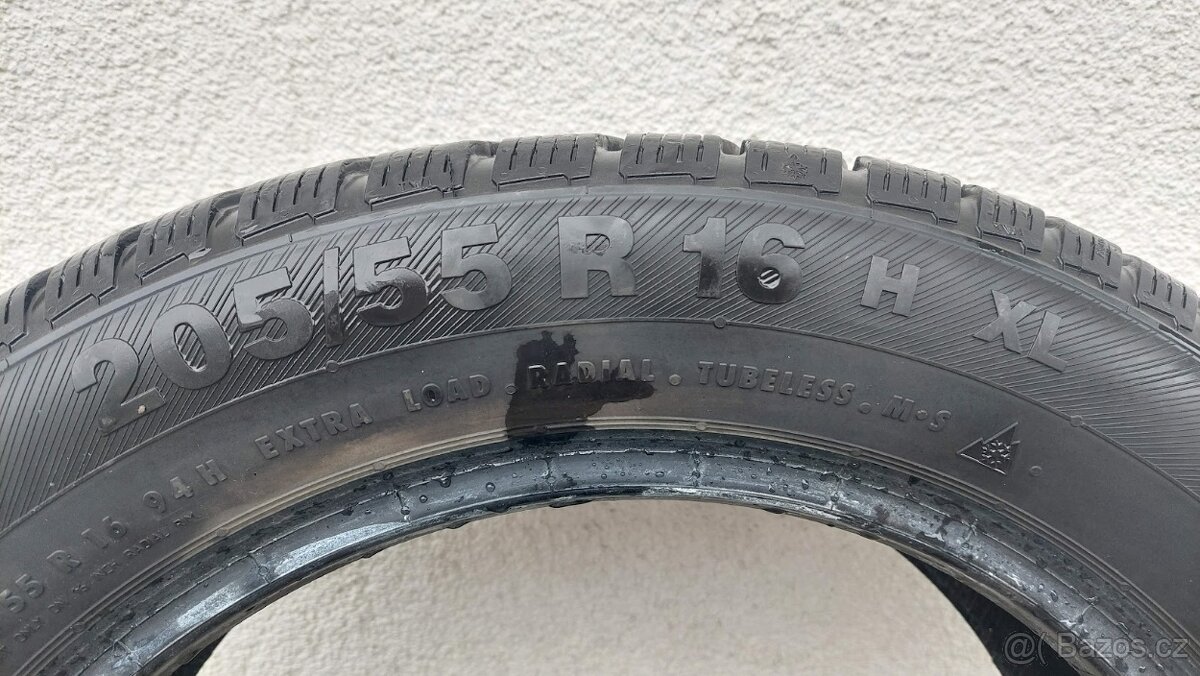 205/55 R 16 H XL
55 R 16 94 H EXTRA LOAD . RADIAL . TUBELESS . M•S
Bazos.cz